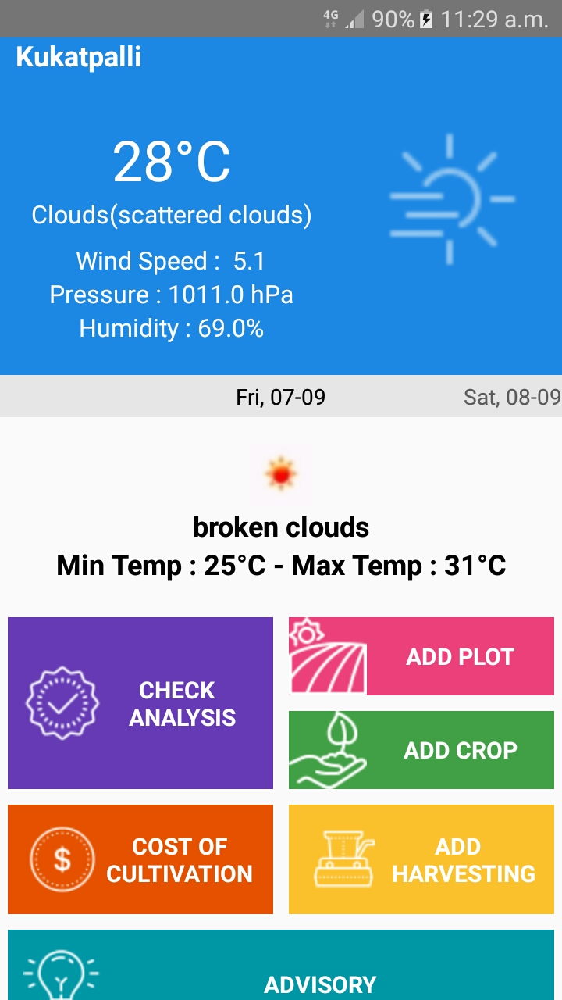 4G 90% 11:29 a.m.
Kukatpalli
28°C
Clouds(scattered clouds)
Wind Speed :  5.1
Pressure : 1011.0 hPa
Humidity : 69.0%
Fri, 07-09 Sat, 08-09
broken clouds
Min Temp : 25°C - Max Temp : 31°C
CHECK
ANALYSIS
ADD PLOT
ADD CROP
$
COST OF
CULTIVATION
ADD
HARVESTING
ADVISORY